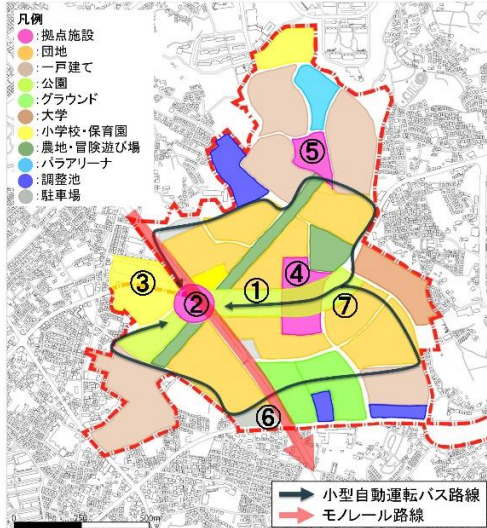 凡例
:拠点施設
:団地
:一戸建て
:公園
:グラウンド
:大学
:小学校・保育園
:農地・冒険遊び場
:パラアリーナ
:調整池
:駐車場
⑤
③
④
①
②
⑦
⑥
0
500m
小型自動運転バス路線
モノレール路線